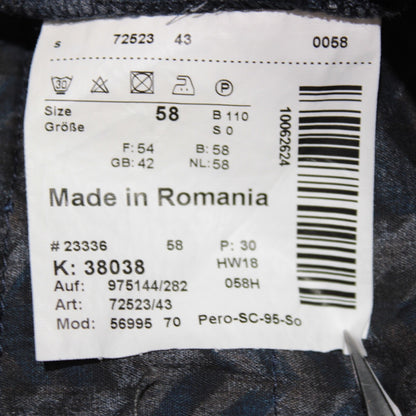 s 72523 43 0058
30 P
Size 58 B 110
Größe S 0
F: 54 B: 58
GB: 42 NL: 58
Made in Romania
# 23336 58 P: 30
K: 38038 HW18
Auf: 975144/282 058H
Art: 72523/43
Mod: 56995 70 Pero-SC-95-So
10062624